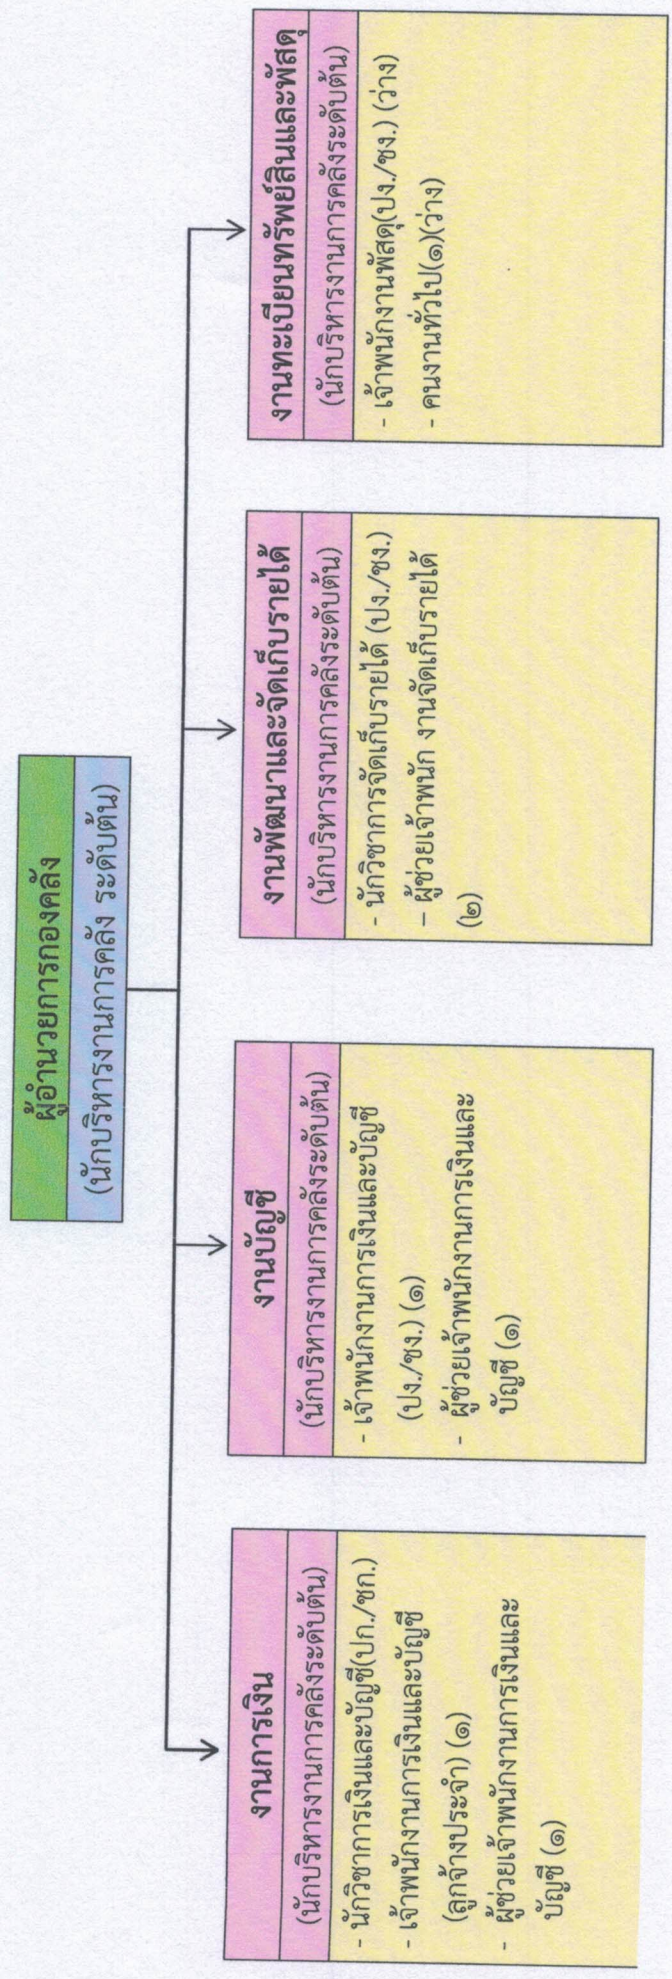 ผู้อำนวยการกองคลัง
(นักบริหารงานการคลัง ระดับต้น)
งานการเงิน
(นักบริหารงานการคลังระดับต้น)
- นักวิชาการเงินและบัญชี(ปก./ชก.)
- เจ้าพนักงานการเงินและบัญชี
(ลูกจ้างประจำ) (๑)
- ผู้ช่วยเจ้าพนักงานการเงินและ
บัญชี (๑)
งานบัญชี
(นักบริหารงานการคลังระดับต้น)
- เจ้าพนักงานการเงินและบัญชี
(ปง./ชง.) (๑)
- ผู้ช่วยเจ้าพนักงานการเงินและ
บัญชี (๑)
งานพัฒนาและจัดเก็บรายได้
(นักบริหารงานการคลังระดับต้น)
- นักวิชาการจัดเก็บรายได้ (ปง./ชง.)
– ผู้ช่วยเจ้าพนัก งานจัดเก็บรายได้
(๒)
งานทะเบียนทรัพย์สินและพัสดุ
(นักบริหารงานการคลังระดับต้น)
- เจ้าพนักงานพัสดุ(ปง./ชง.) (ว่าง)
- คนงานทั่วไป(๑)(ว่าง)